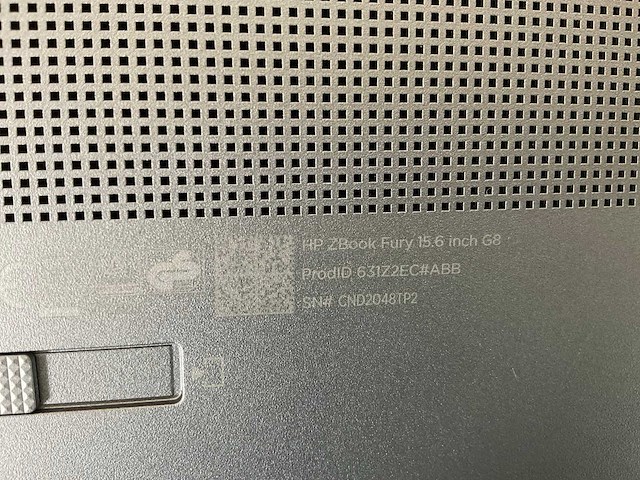 HP ZBook Fury 15.6 inch G8
ProdID 631Z2EC#ABB
SN# CND2048TP2